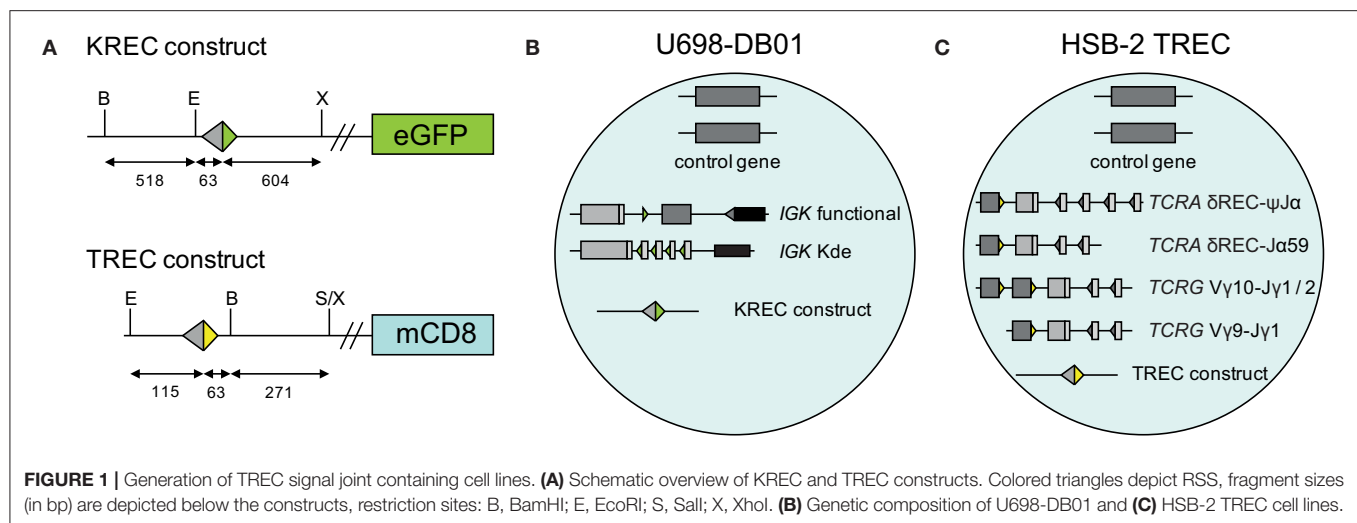 A
KREC construct
B
E
X
eGFP
518
63
604
TREC construct
E
B
S/X
mCD8
115
63
271
B
U698-DB01
control gene
IGK functional
IGK Kde
KREC construct
C
HSB-2 TREC
control gene
TCRA δREC-ψJα
TCRA δREC-Jα59
TCRG Vγ10-Jγ1 / 2
TCRG Vγ9-Jγ1
TREC construct
FIGURE 1 | Generation of TREC signal joint containing cell lines. (A) Schematic overview of KREC and TREC constructs. Colored triangles depict RSS, fragment sizes
(in bp) are depicted below the constructs, restriction sites: B, BamHI; E, EcoRI; S, SalI; X, XhoI. (B) Genetic composition of U698-DB01 and (C) HSB-2 TREC cell lines.